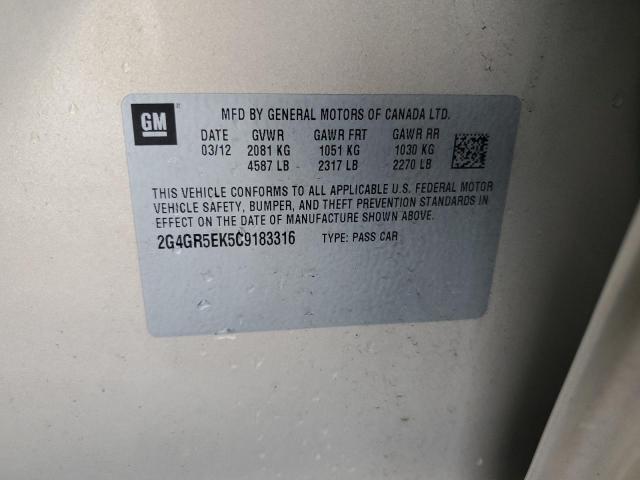 GM MFD BY GENERAL MOTORS OF CANADA LTD.
DATE GVWR GAWR FRT GAWR RR
03/12 2081 KG 1051 KG 1030 KG
4587 LB 2317 LB 2270 LB
THIS VEHICLE CONFORMS TO ALL APPLICABLE U.S. FEDERAL MOTOR
VEHICLE SAFETY, BUMPER, AND THEFT PREVENTION STANDARDS IN
EFFECT ON THE DATE OF MANUFACTURE SHOWN ABOVE.
2G4GR5EK5C9183316 TYPE: PASS CAR